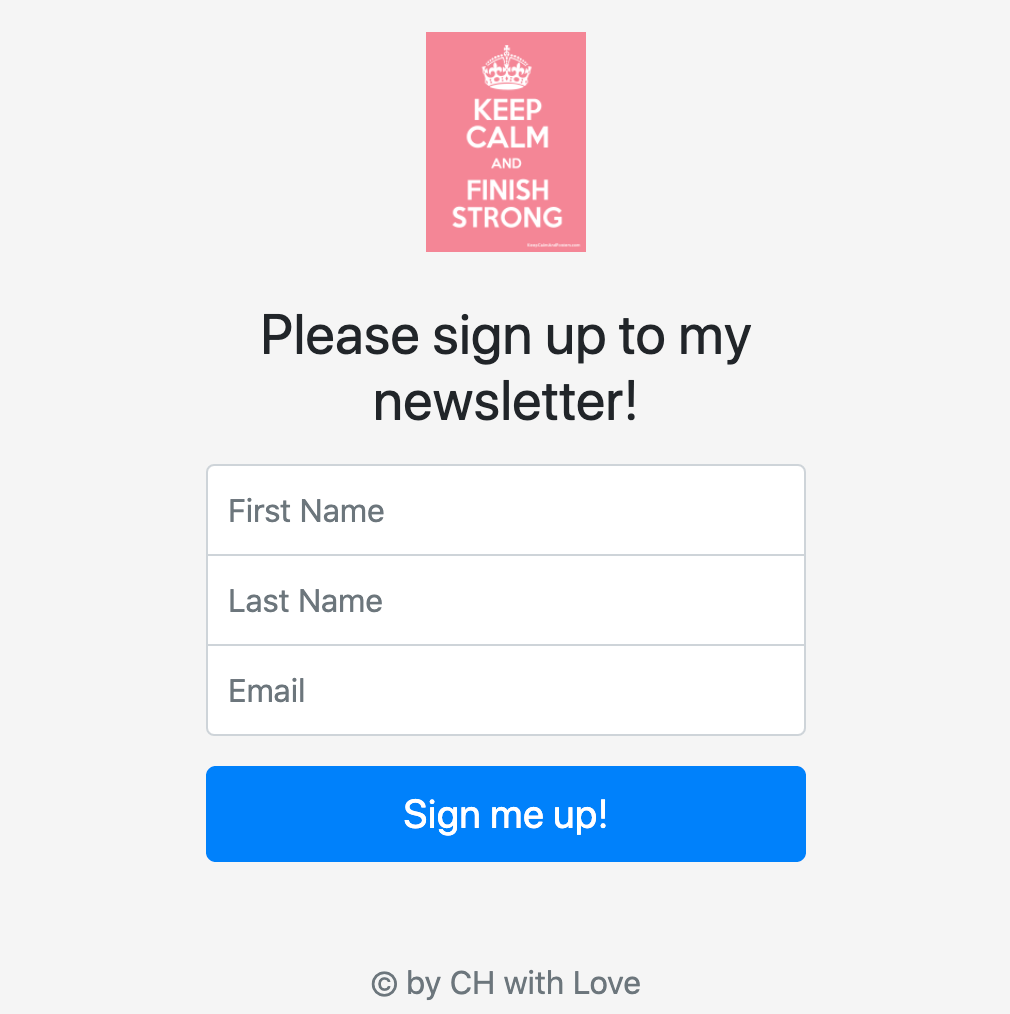 KEEP
CALM
AND
FINISH
STRONG
Please sign up to my
newsletter!
First Name
Last Name
Email
Sign me up!
© by CH with Love